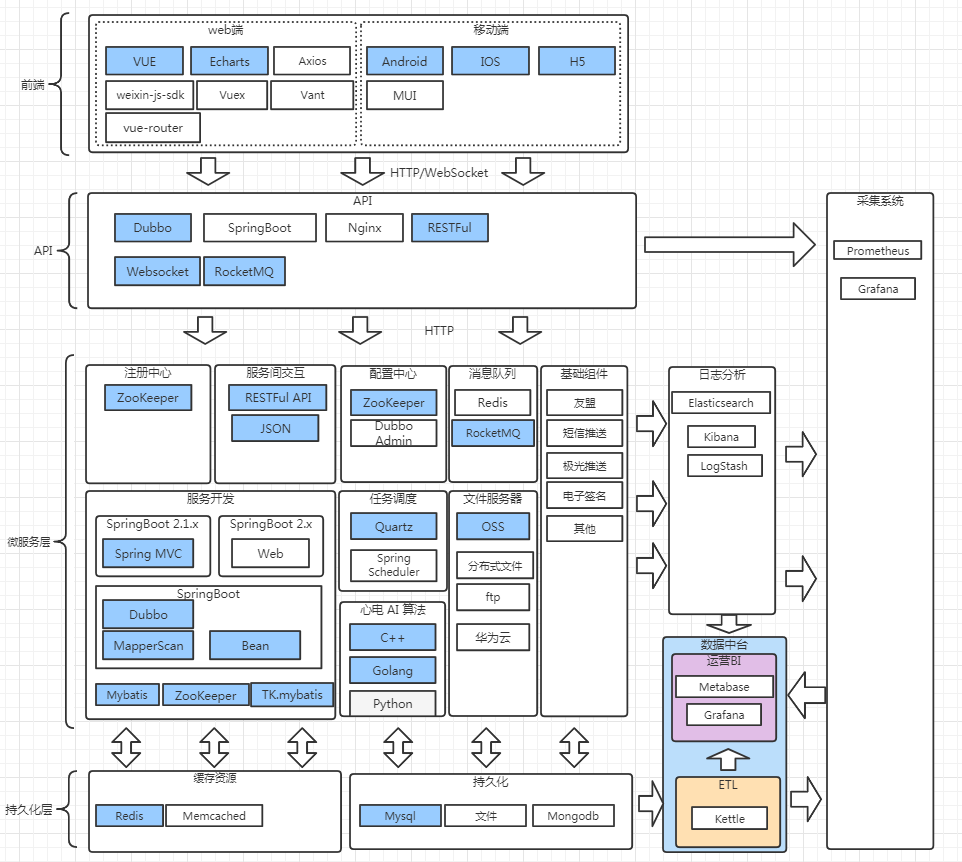 前端
web端
VUE
Echarts
Axios
weixin-js-sdk
Vuex
Vant
vue-router
移动端
Android
IOS
H5
MUI
HTTP/WebSocket
API
API
Dubbo
SpringBoot
Nginx
RESTFul
Websocket
RocketMQ
采集系统
Prometheus
Grafana
HTTP
微服务层
注册中心
ZooKeeper
服务间交互
RESTFul API
JSON
配置中心
ZooKeeper
Dubbo
Admin
消息队列
Redis
RocketMQ
基础组件
友盟
短信推送
极光推送
电子签名
其他
日志分析
Elasticsearch
Kibana
LogStash
服务开发
SpringBoot 2.1.x
Spring MVC
SpringBoot 2.x
Web
SpringBoot
Dubbo
MapperScan
Bean
Mybatis
ZooKeeper
TK.mybatis
任务调度
Quartz
Spring
Scheduler
心电 AI 算法
C++
Golang
Python
文件服务器
OSS
分布式文件
ftp
华为云
数据中台
运营BI
Metabase
Grafana
ETL
Kettle
持久化层
缓存资源
Redis
Memcached
持久化
Mysql
文件
Mongodb